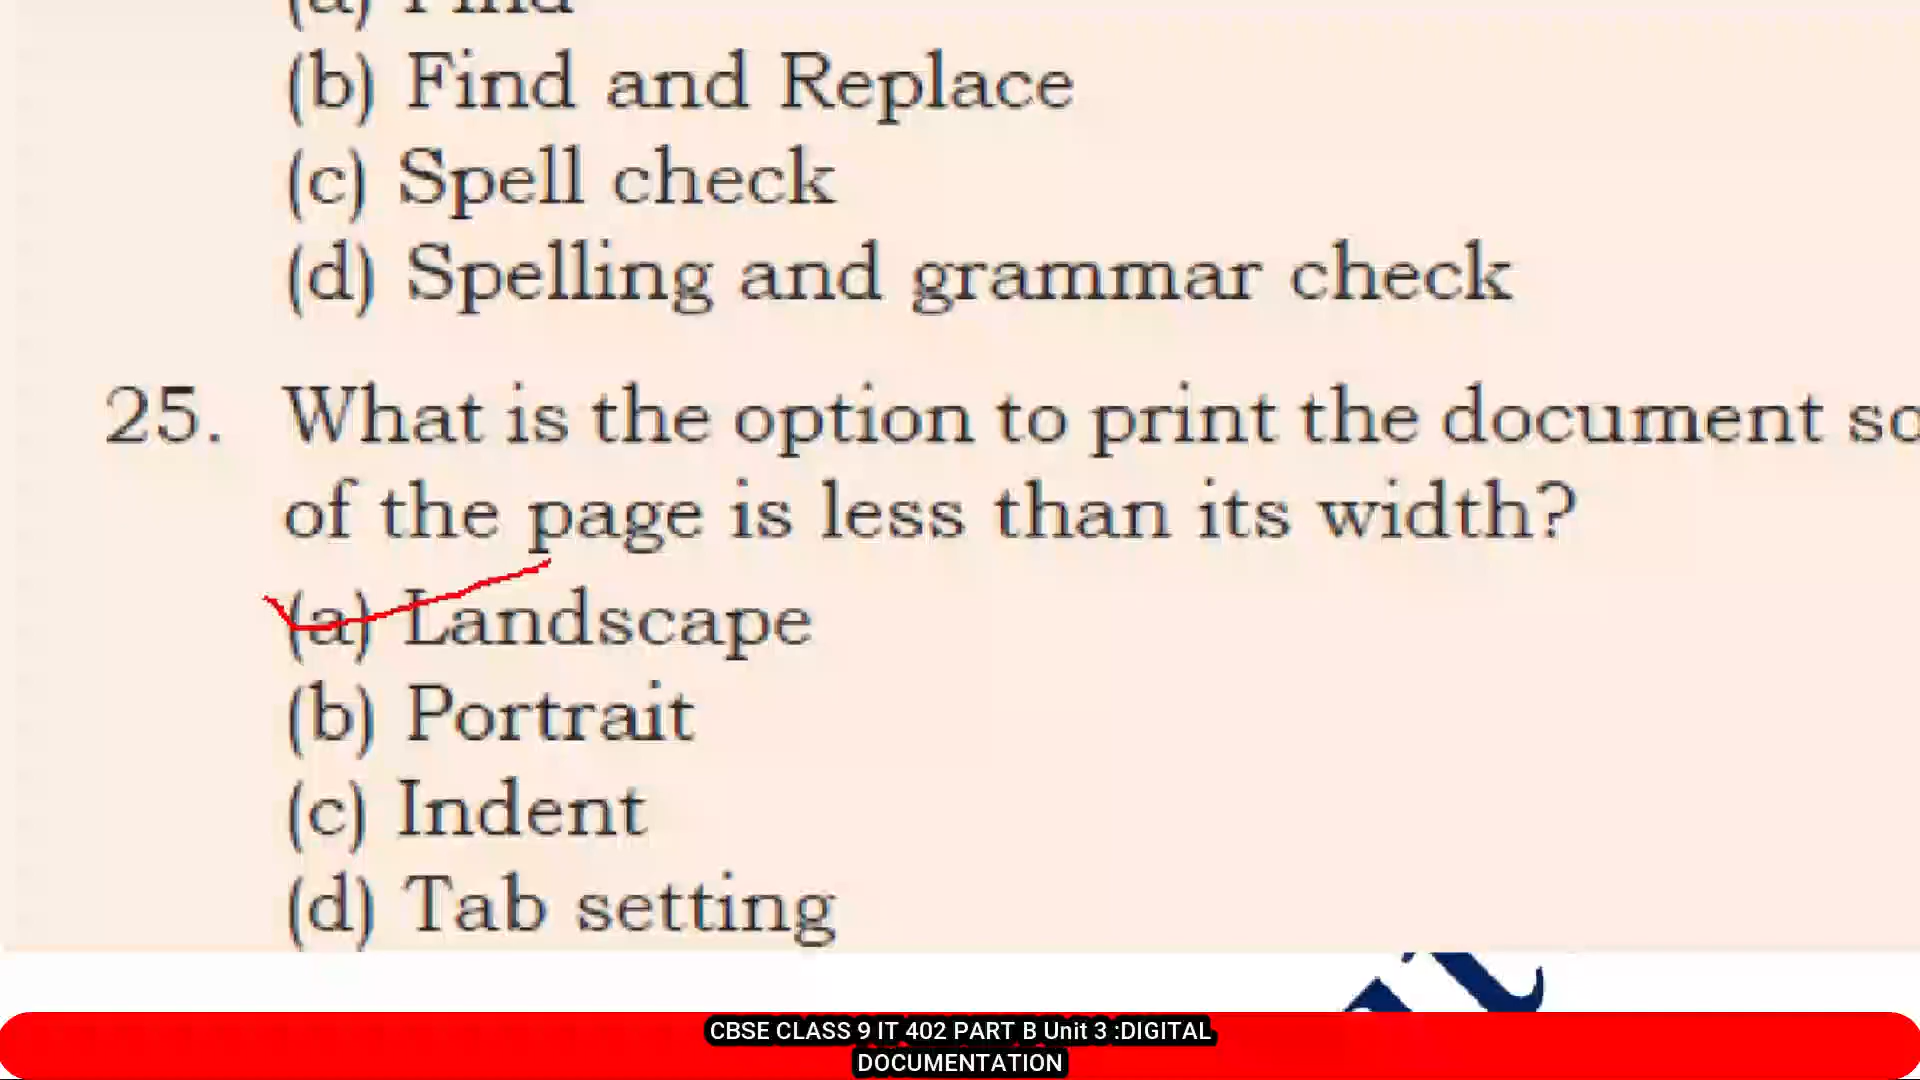 (a) Find
(b) Find and Replace
(c) Spell check
(d) Spelling and grammar check
25. What is the option to print the document so
of the page is less than its width?
(a) Landscape
(b) Portrait
(c) Indent
(d) Tab setting
CBSE CLASS 9 IT 402 PART B Unit 3 :DIGITAL
DOCUMENTATION